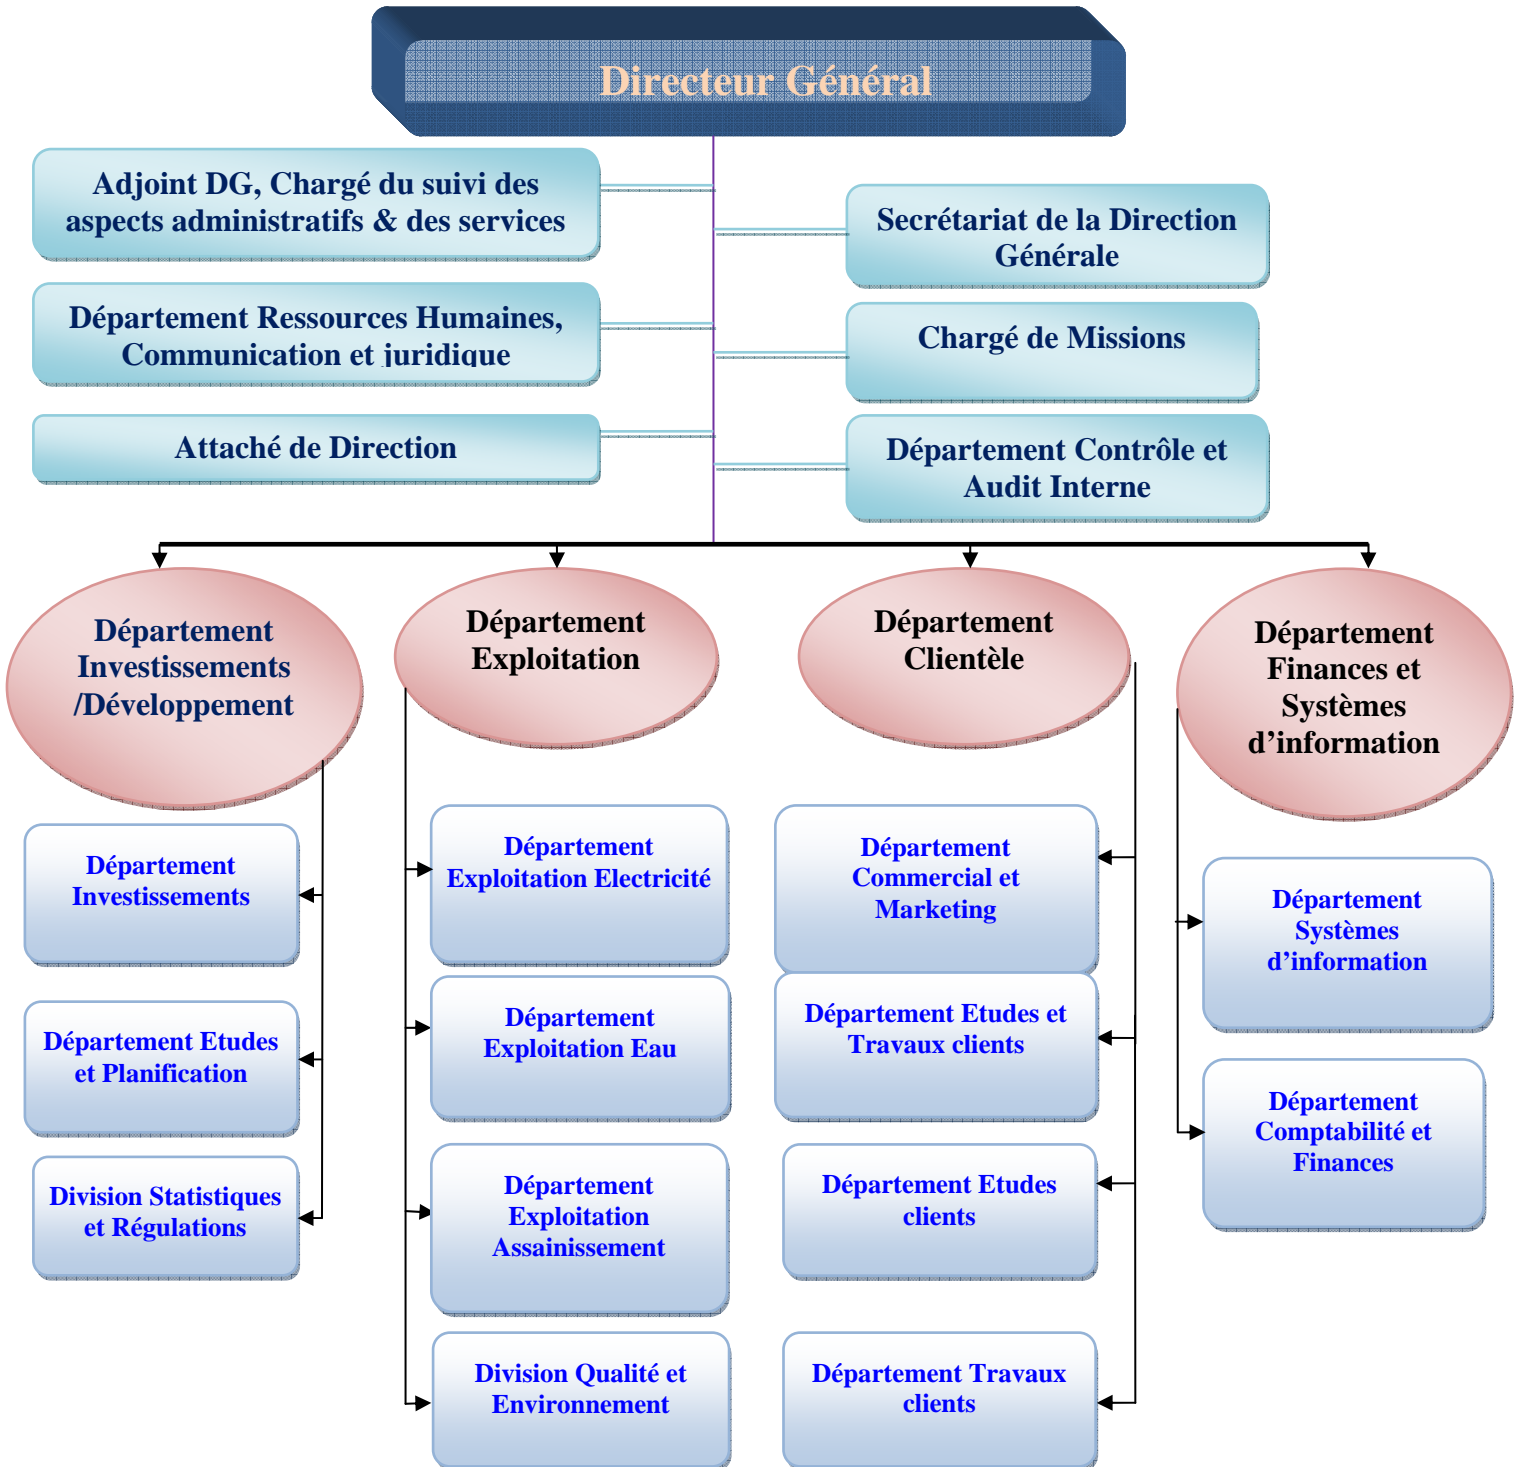 Directeur Général
Adjoint DG, Chargé du suivi des
aspects administratifs & des services
Secrétariat de la Direction
Générale
Département Ressources Humaines,
Communication et juridique
Chargé de Missions
Attaché de Direction
Département Contrôle et
Audit Interne
Département
Investissements
/Développement
Département
Exploitation
Département
Clientèle
Département
Finances et
Systèmes
d’information
Département
Investissements
Département Etudes
et Planification
Division Statistiques
et Régulations
Département
Exploitation Electricité
Département
Exploitation Eau
Département
Exploitation
Assainissement
Division Qualité et
Environnement
Département
Commercial et
Marketing
Département Etudes et
Travaux clients
Département Etudes
clients
Département Travaux
clients
Département
Systèmes
d’information
Département
Comptabilité et
Finances